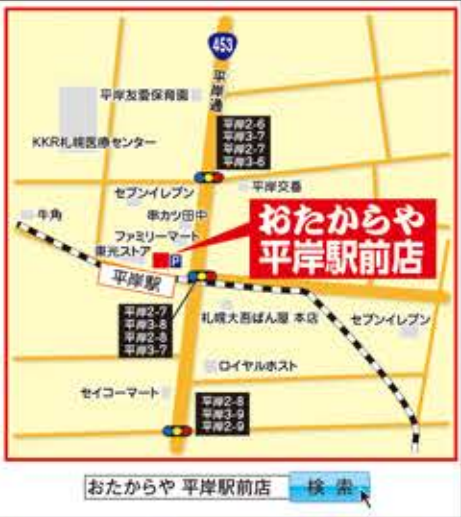 453
平岸通
平岸友愛保育園
平岸2-6
平岸3-7
平岸2-7
平岸3-6
KKR札幌医療センター
セブンイレブン
平岸交番
牛角
串カツ田中
おたからや
平岸駅前店
ファミリーマート
東光ストア
P
平岸駅
平岸2-7
平岸3-8
平岸2-8
平岸3-7
札幌大吾ぱん屋 本店
セブンイレブン
ロイヤルホスト
セイコーマート
平岸2-8
平岸3-9
平岸2-9
おたからや 平岸駅前店
検索